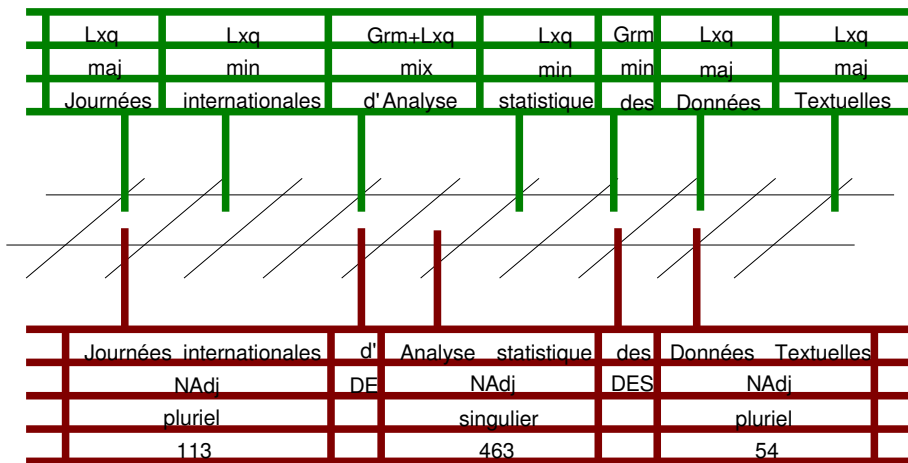 Lxq Lxq Grm+Lxq Lxq Grm Lxq Lxq
maj min mix min min maj maj
Journées internationales d'Analyse statistique des Données Textuelles
Journées internationales d' Analyse statistique des Données Textuelles
NAdj DE NAdj DES NAdj
pluriel singulier pluriel
113 463 54